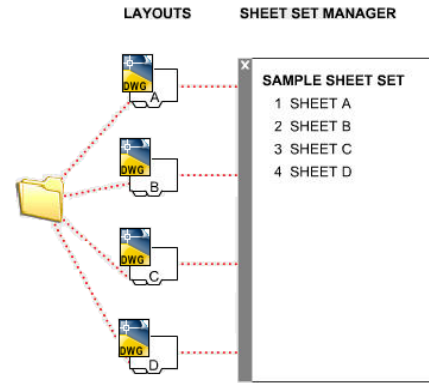 LAYOUTS SHEET SET MANAGER
X
DWG
A
SAMPLE SHEET SET
1 SHEET A
2 SHEET B
3 SHEET C
4 SHEET D
DWG
B
DWG
C
DWG
D